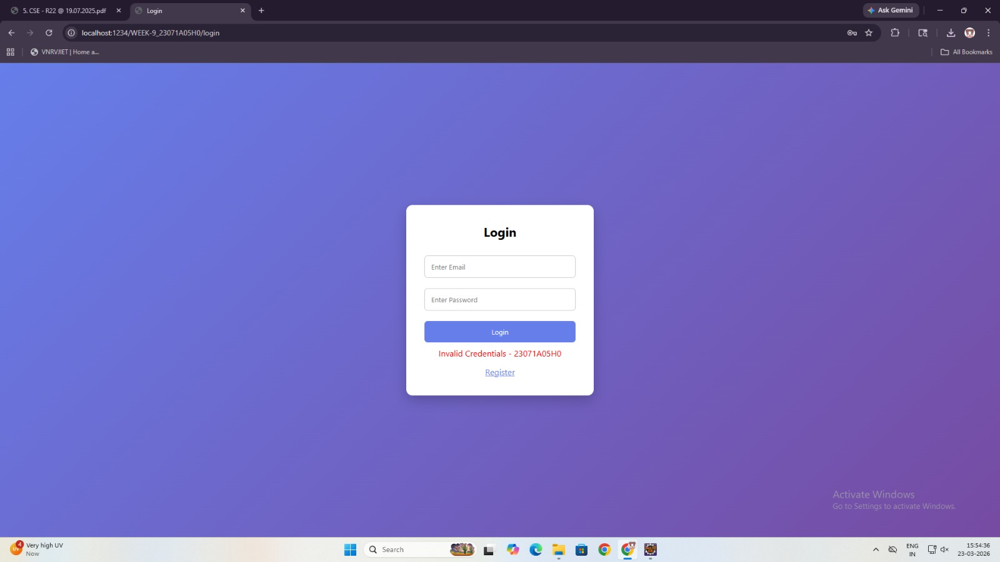 5. CSE - R22 @ 19.07.2025.pdf
Login
Ask Gemini
localhost:1234/WEEK-9_23071A05H0/login
VNRVJIET | Home a...
All Bookmarks
Login
Enter Email
Enter Password
Login
Invalid Credentials - 23071A05H0
Register
Activate Windows
Go to Settings to activate Windows.
4
UV
Very high UV
Now
Search
ENG
IN
15:54:36
23-03-2026